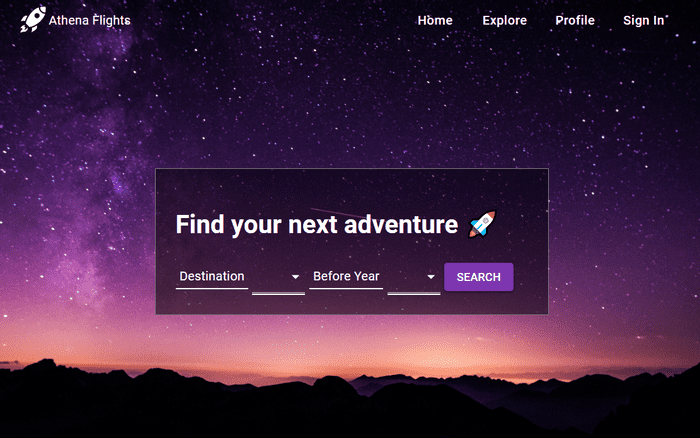 Athena Flights
Home Explore Profile Sign In
Find your next adventure 🚀
Destination Before Year SEARCH